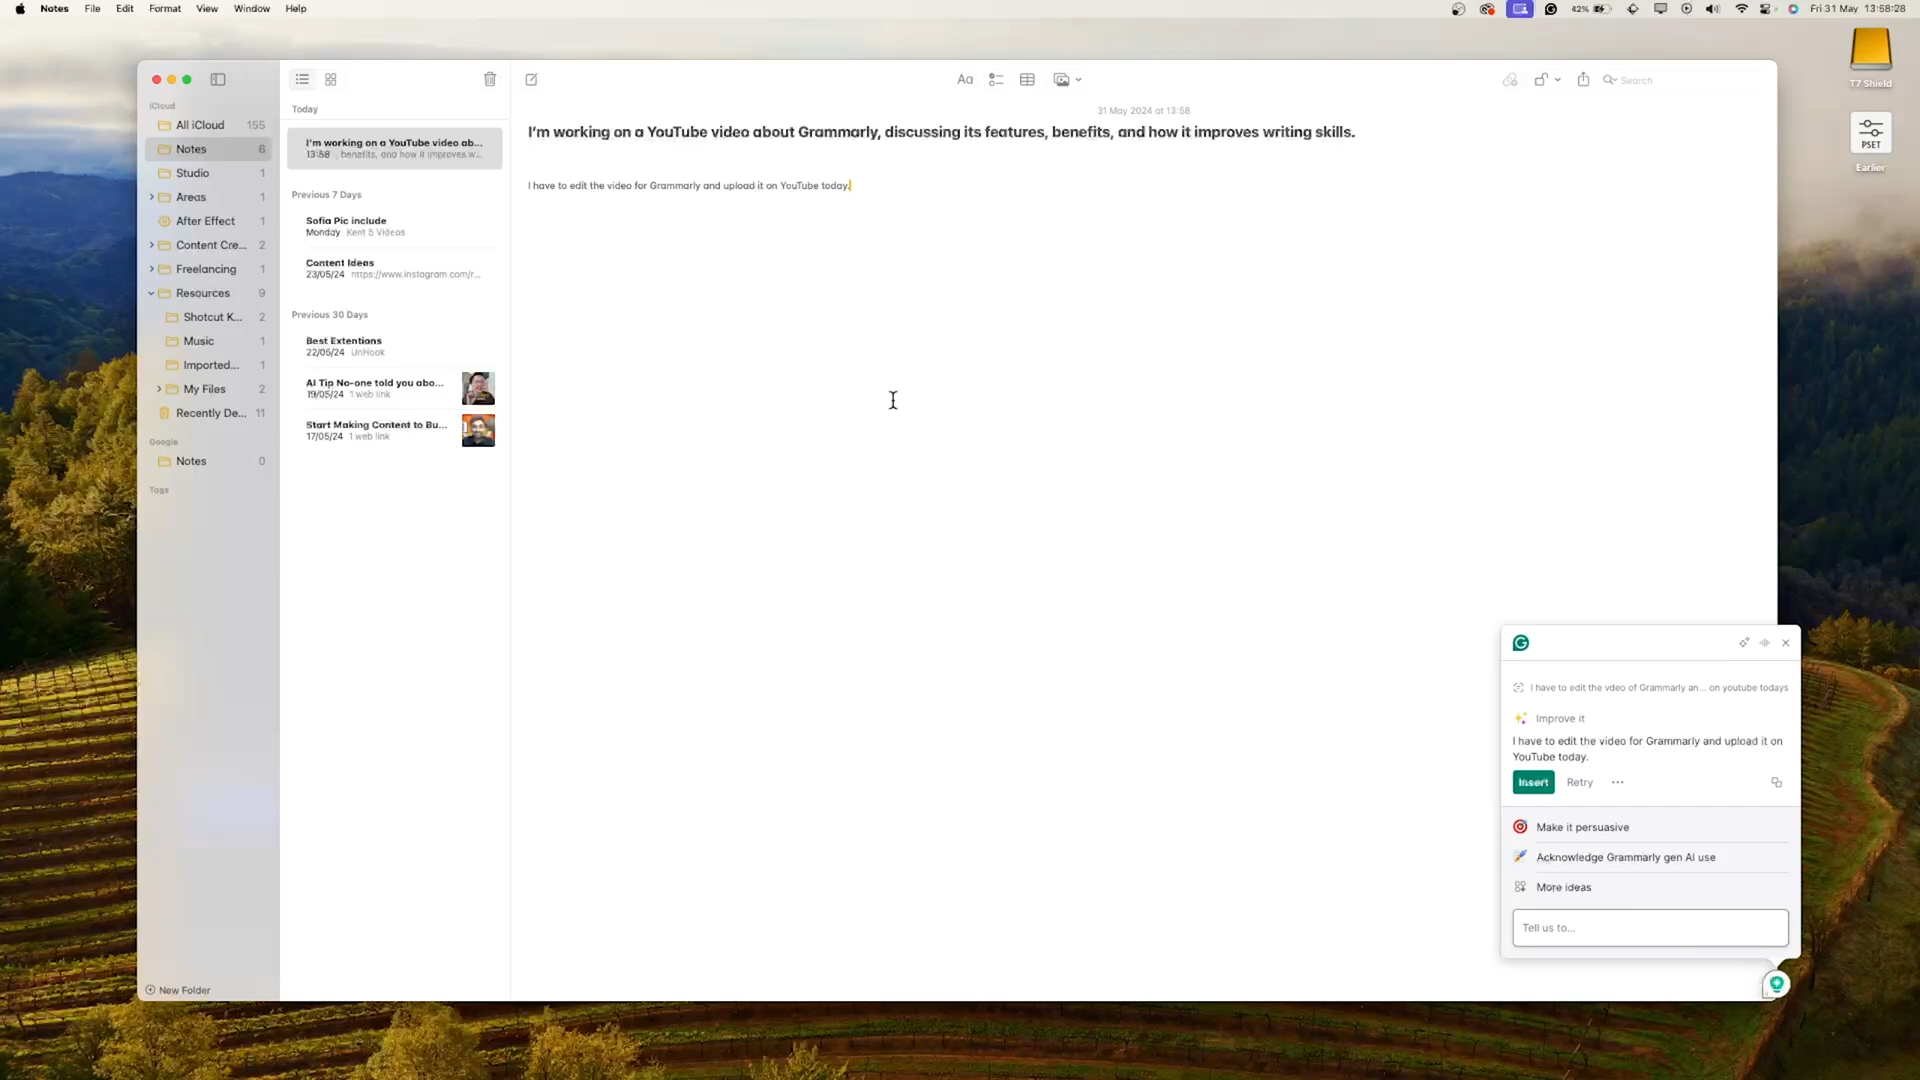 Notes File Edit Format View Window Help
42% Fri 31 May 13:58:28
T7 Shield
PSET
Earlier
iCloud
All iCloud 155
Notes 6
Studio 1
Areas 1
After Effect 1
Content Cre... 2
Freelancing 1
Resources 9
Shotcut K... 2
Music 1
Imported... 1
My Files 2
Recently De... 11
Google
Notes 0
Tags
New Folder
Today
I'm working on a YouTube video ab...
13:58 benefits, and how it improves w...
Previous 7 Days
Sofia Pic include
Monday Kent 5 Videos
Content Ideas
23/05/24 https://www.instagram.com/r...
Previous 30 Days
Best Extentions
22/05/24 UnHook
AI Tip No-one told you abo...
19/05/24 1 web link
Start Making Content to Bu...
17/05/24 1 web link
Aa
Search
31 May 2024 at 13:58
I'm working on a YouTube video about Grammarly, discussing its features, benefits, and how it improves writing skills.
I have to edit the video for Grammarly and upload it on YouTube today.
I have to edit the vdeo of Grammarly an... on youtube todays
Improve it
I have to edit the video for Grammarly and upload it on
YouTube today.
Insert Retry
Make it persuasive
Acknowledge Grammarly gen AI use
More ideas
Tell us to...